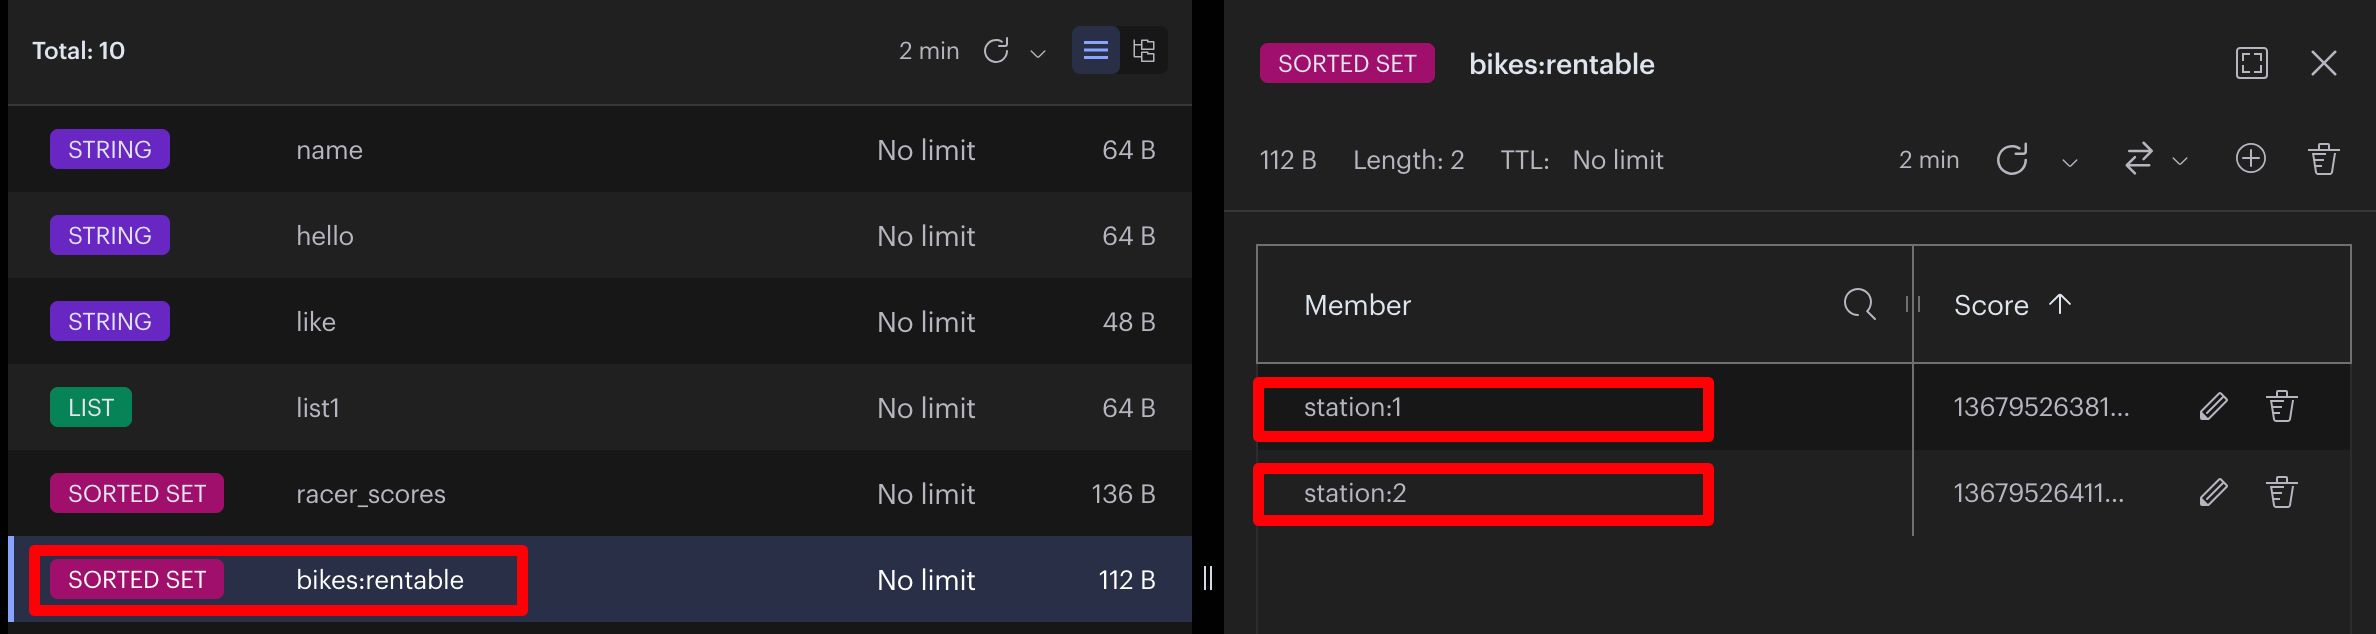 Total: 10
2 min
STRING name No limit 64 B
STRING hello No limit 64 B
STRING like No limit 48 B
LIST list1 No limit 64 B
SORTED SET racer_scores No limit 136 B
SORTED SET bikes:rentable No limit 112 B
SORTED SET bikes:rentable
112 B Length: 2 TTL: No limit 2 min
Member Score
station:1 13679526381...
station:2 13679526411...